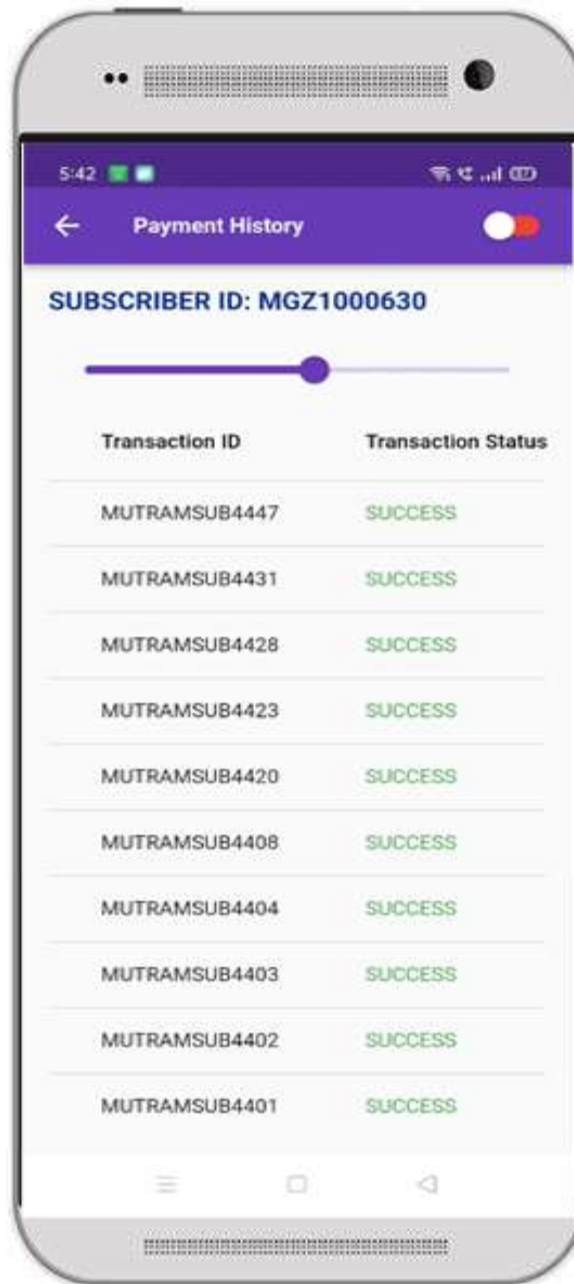 5:42
Payment History
SUBSCRIBER ID: MGZ1000630
Transaction ID Transaction Status
MUTRAMSUB4447 SUCCESS
MUTRAMSUB4431 SUCCESS
MUTRAMSUB4428 SUCCESS
MUTRAMSUB4423 SUCCESS
MUTRAMSUB4420 SUCCESS
MUTRAMSUB4408 SUCCESS
MUTRAMSUB4404 SUCCESS
MUTRAMSUB4403 SUCCESS
MUTRAMSUB4402 SUCCESS
MUTRAMSUB4401 SUCCESS